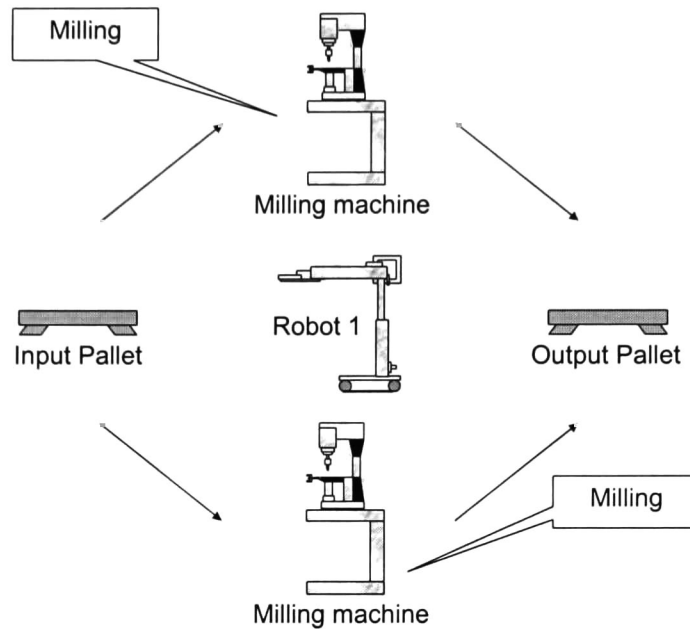 Milling
Milling machine
Robot 1
Input Pallet
Output Pallet
Milling
Milling machine